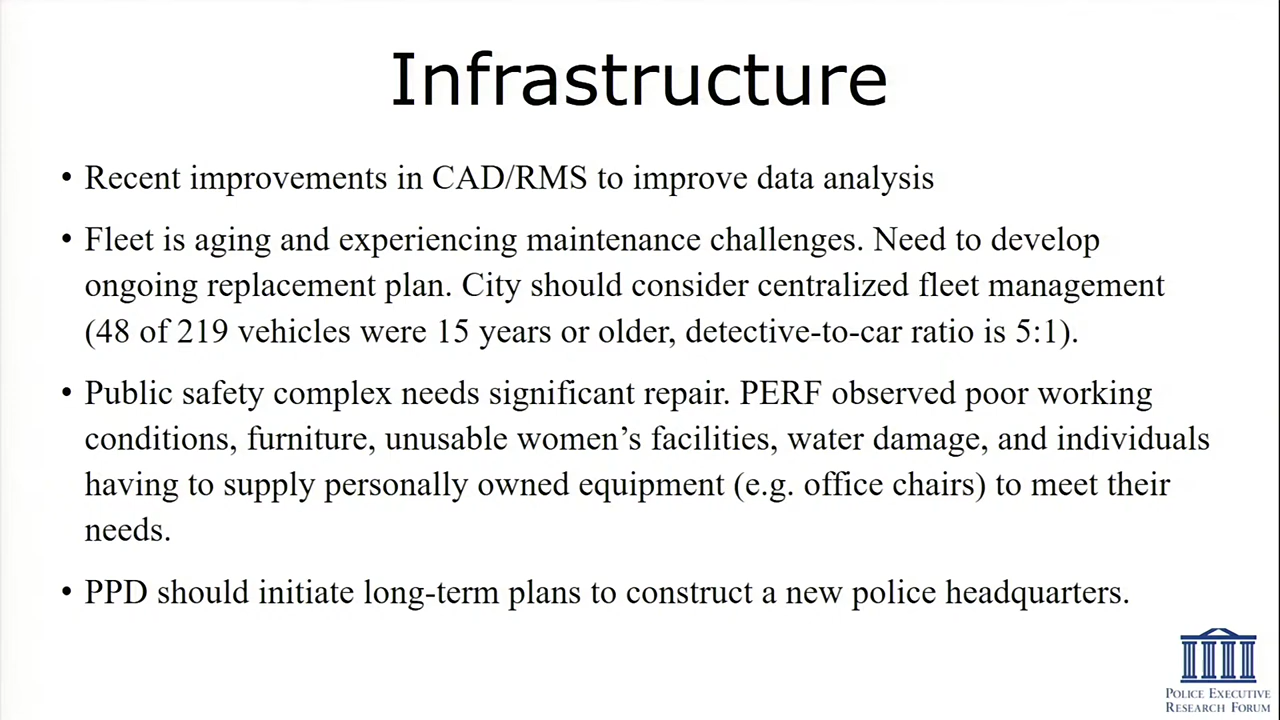 Infrastructure
• Recent improvements in CAD/RMS to improve data analysis
• Fleet is aging and experiencing maintenance challenges. Need to develop
ongoing replacement plan. City should consider centralized fleet management
(48 of 219 vehicles were 15 years or older, detective-to-car ratio is 5:1).
• Public safety complex needs significant repair. PERF observed poor working
conditions, furniture, unusable women’s facilities, water damage, and individuals
having to supply personally owned equipment (e.g. office chairs) to meet their
needs.
• PPD should initiate long-term plans to construct a new police headquarters.
POLICE EXECUTIVE
RESEARCH FORUM